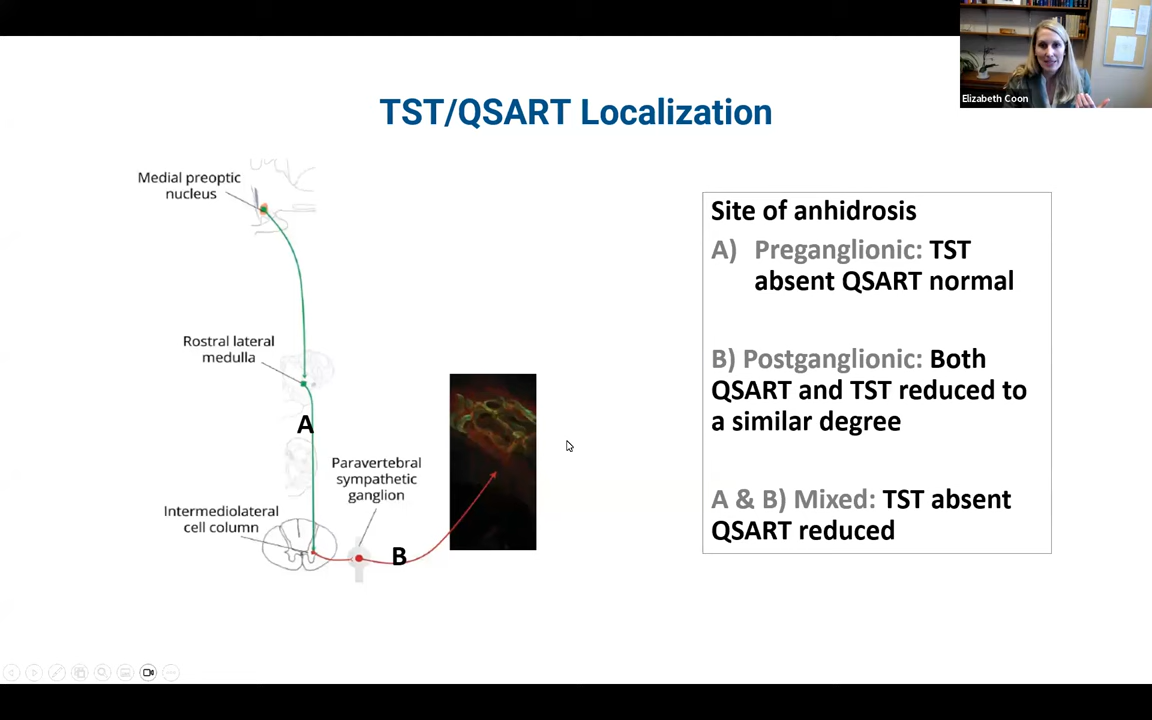 Elizabeth Coon
TST/QSART Localization
Medial preoptic
nucleus
Rostral lateral
medulla
A
Paravertebral
sympathetic
ganglion
Intermediolateral
cell column
B
Site of anhidrosis
A) Preganglionic: TST
absent QSART normal
B) Postganglionic: Both
QSART and TST reduced to
a similar degree
A & B) Mixed: TST absent
QSART reduced